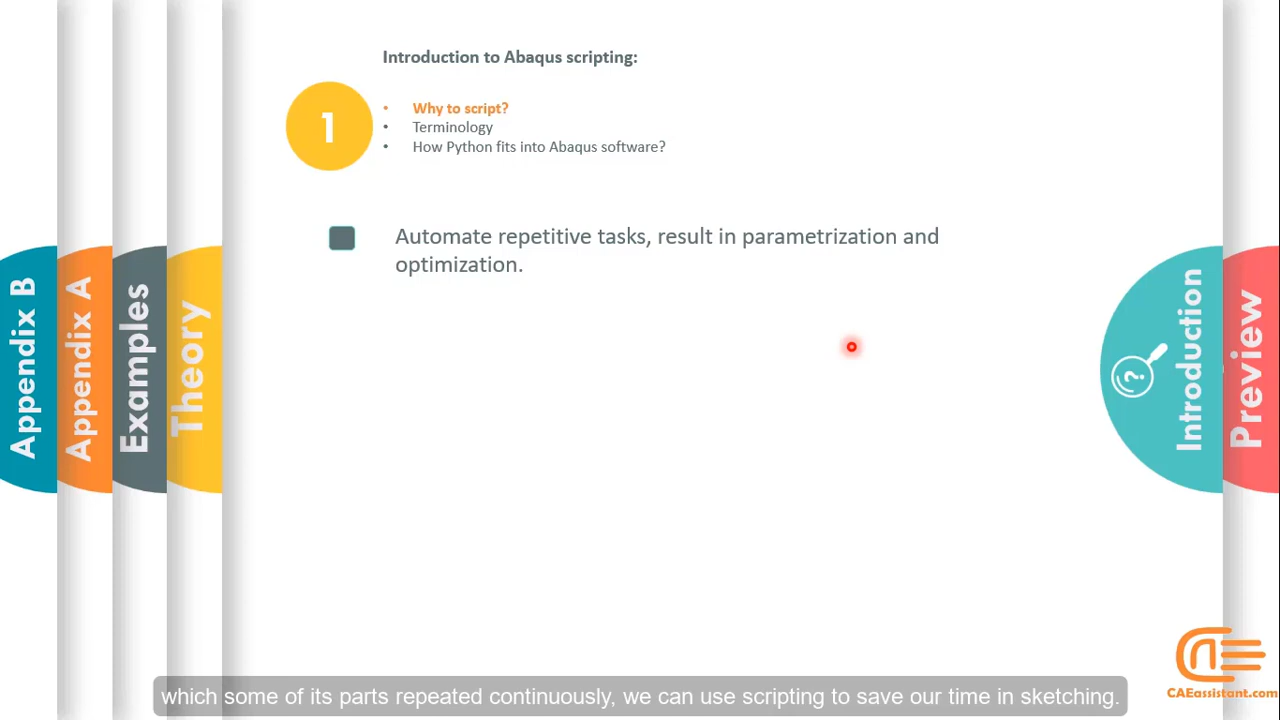 Introduction to Abaqus scripting:
1
• Why to script?
• Terminology
• How Python fits into Abaqus software?
Automate repetitive tasks, result in parametrization and
optimization.
Appendix B
Appendix A
Examples
Theory
Introduction
?
Preview
CAEassistant.com
which some of its parts repeated continuously, we can use scripting to save our time in sketching.